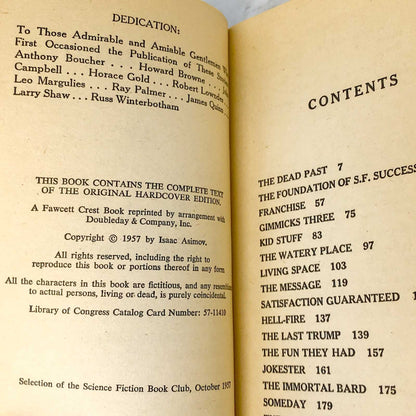 DEDICATION:
To Those Admirable and Amiable Gentlemen
First Occasioned the Publication of These
Anthony Boucher . . . Howard Browne . . .
Campbell . . . Horace Gold . . Robert Lowndes
Leo Margulies . . . Ray Palmer . . . James Quinn
Larry Shaw . . . Russ Winterbotham
THIS BOOK CONTAINS THE COMPLETE TEXT
OF THE ORIGINAL HARDCOVER EDITION.
A Fawcett Crest Book reprinted by arrangement with
Doubleday & Company, Inc.
Copyright © 1957 by Isaac Asimov.
All rights reserved, including the right to
reproduce this book or portions thereof in any form
All the characters in this book are fictitious, and any
to actual persons, living or dead, is purely coincidental.
Library of Congress Catalog Card Number: 57-11410
Selection of the Science Fiction Book Club, October 1957
CONTENTS
THE DEAD PAST 7
THE FOUNDATION OF S.F. SUCCESS
FRANCHISE 57
GIMMICKS THREE 75
KID STUFF 83
THE WATERY PLACE 97
LIVING SPACE 103
THE MESSAGE 119
SATISFACTION GUARANTEED
HELL-FIRE 137
THE LAST TRUMP 139
THE FUN THEY HAD 157
JOKESTER 161
THE IMMORTAL BARD 175
SOMEDAY 179